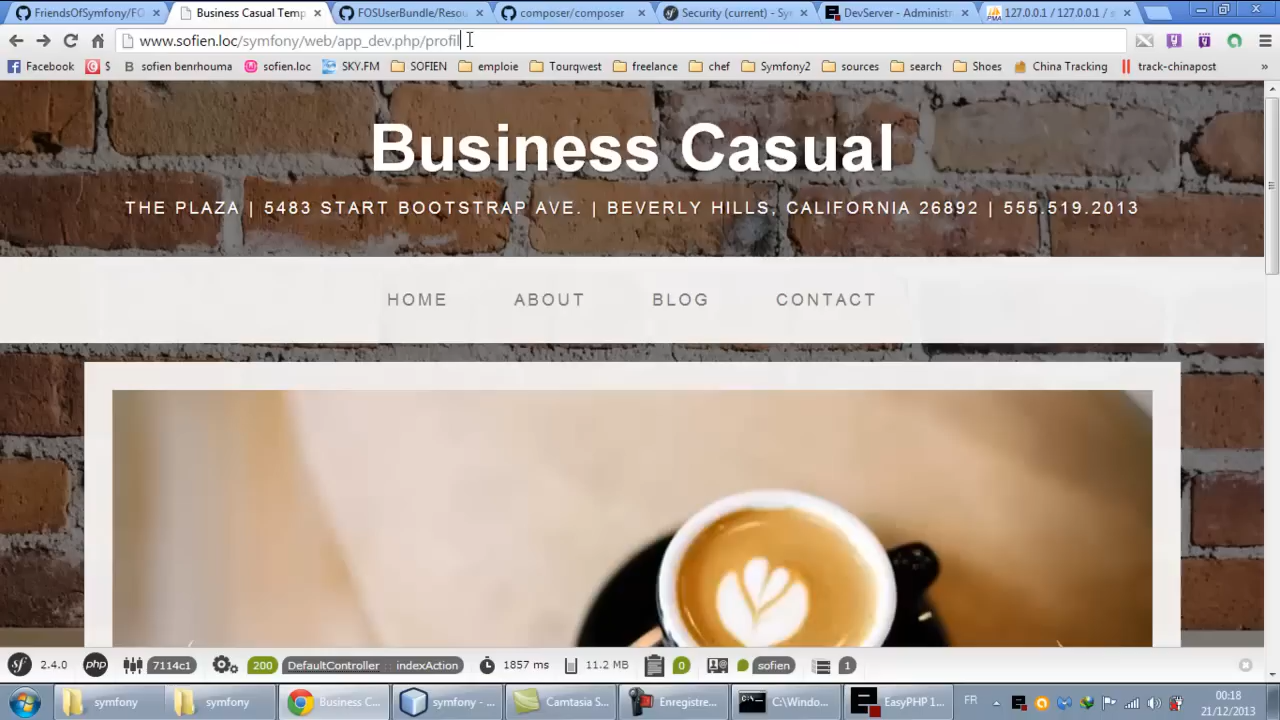 FriendsOfSymfony/FO
Business Casual Temp
FOSUserBundle/Resou
composer/composer
Security (current) - Sy
DevServer - Administr
127.0.0.1 / 127.0.0.1 / s
www.sofien.loc/symfony/web/app_dev.php/profil
Facebook $ sofien benrhouma sofien.loc SKY.FM SOFIEN emploie Tourqwest freelance chef Symfony2 sources search Shoes China Tracking track-chinapost »
Business Casual
THE PLAZA | 5483 START BOOTSTRAP AVE. | BEVERLY HILLS, CALIFORNIA 26892 | 555.519.2013
HOME ABOUT BLOG CONTACT
sf 2.4.0 php 7114c1 200 DefaultController :: indexAction 1857 ms 11.2 MB 0 sofien 1
symfony symfony Business C... symfony - ... Camtasia S... Enregistre... C:\Windo... EasyPHP 1... FR 00:18
21/12/2013